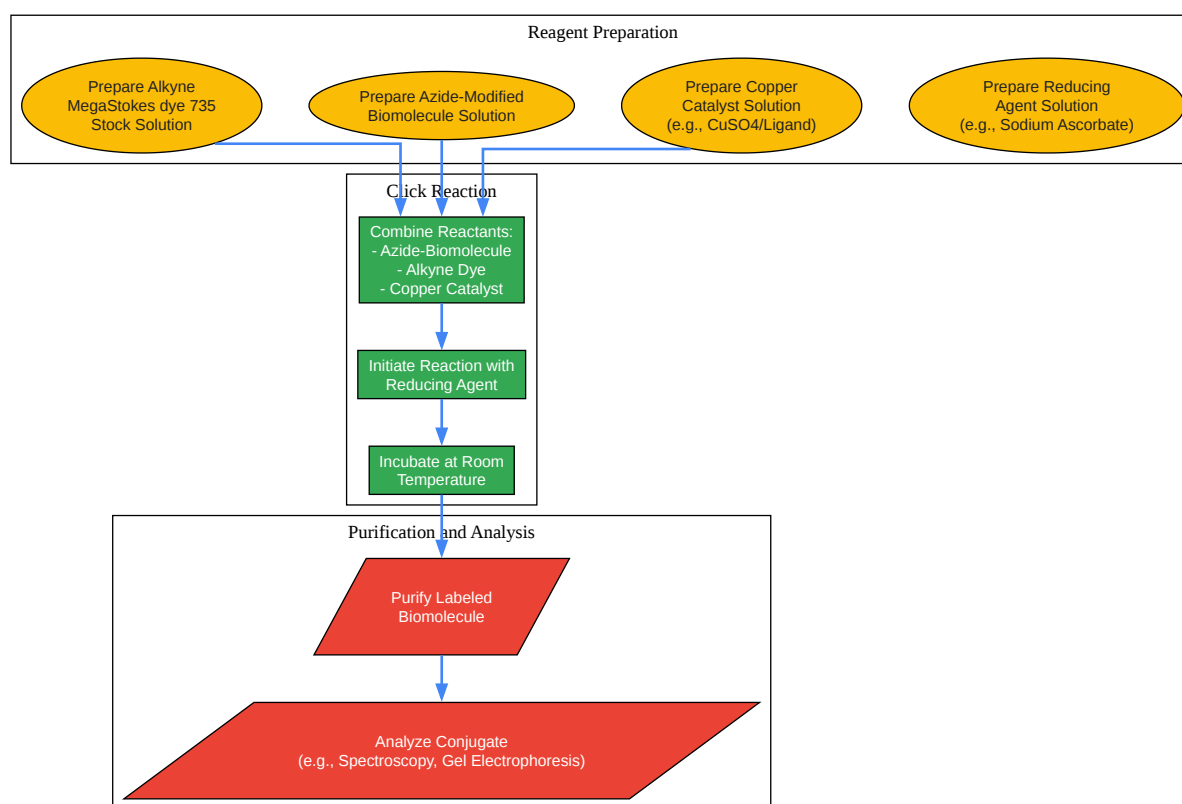 Reagent Preparation
Prepare Alkyne
MegaStokes dye 735
Stock Solution
Prepare Azide-Modified
Biomolecule Solution
Prepare Copper
Catalyst Solution
(e.g., CuSO4/Ligand)
Prepare Reducing
Agent Solution
(e.g., Sodium Ascorbate)
Click Reaction
Combine Reactants:
- Azide-Biomolecule
- Alkyne Dye
- Copper Catalyst
Initiate Reaction with
Reducing Agent
Incubate at Room
Temperature
Purification and Analysis
Purify Labeled
Biomolecule
Analyze Conjugate
(e.g., Spectroscopy, Gel Electrophoresis)